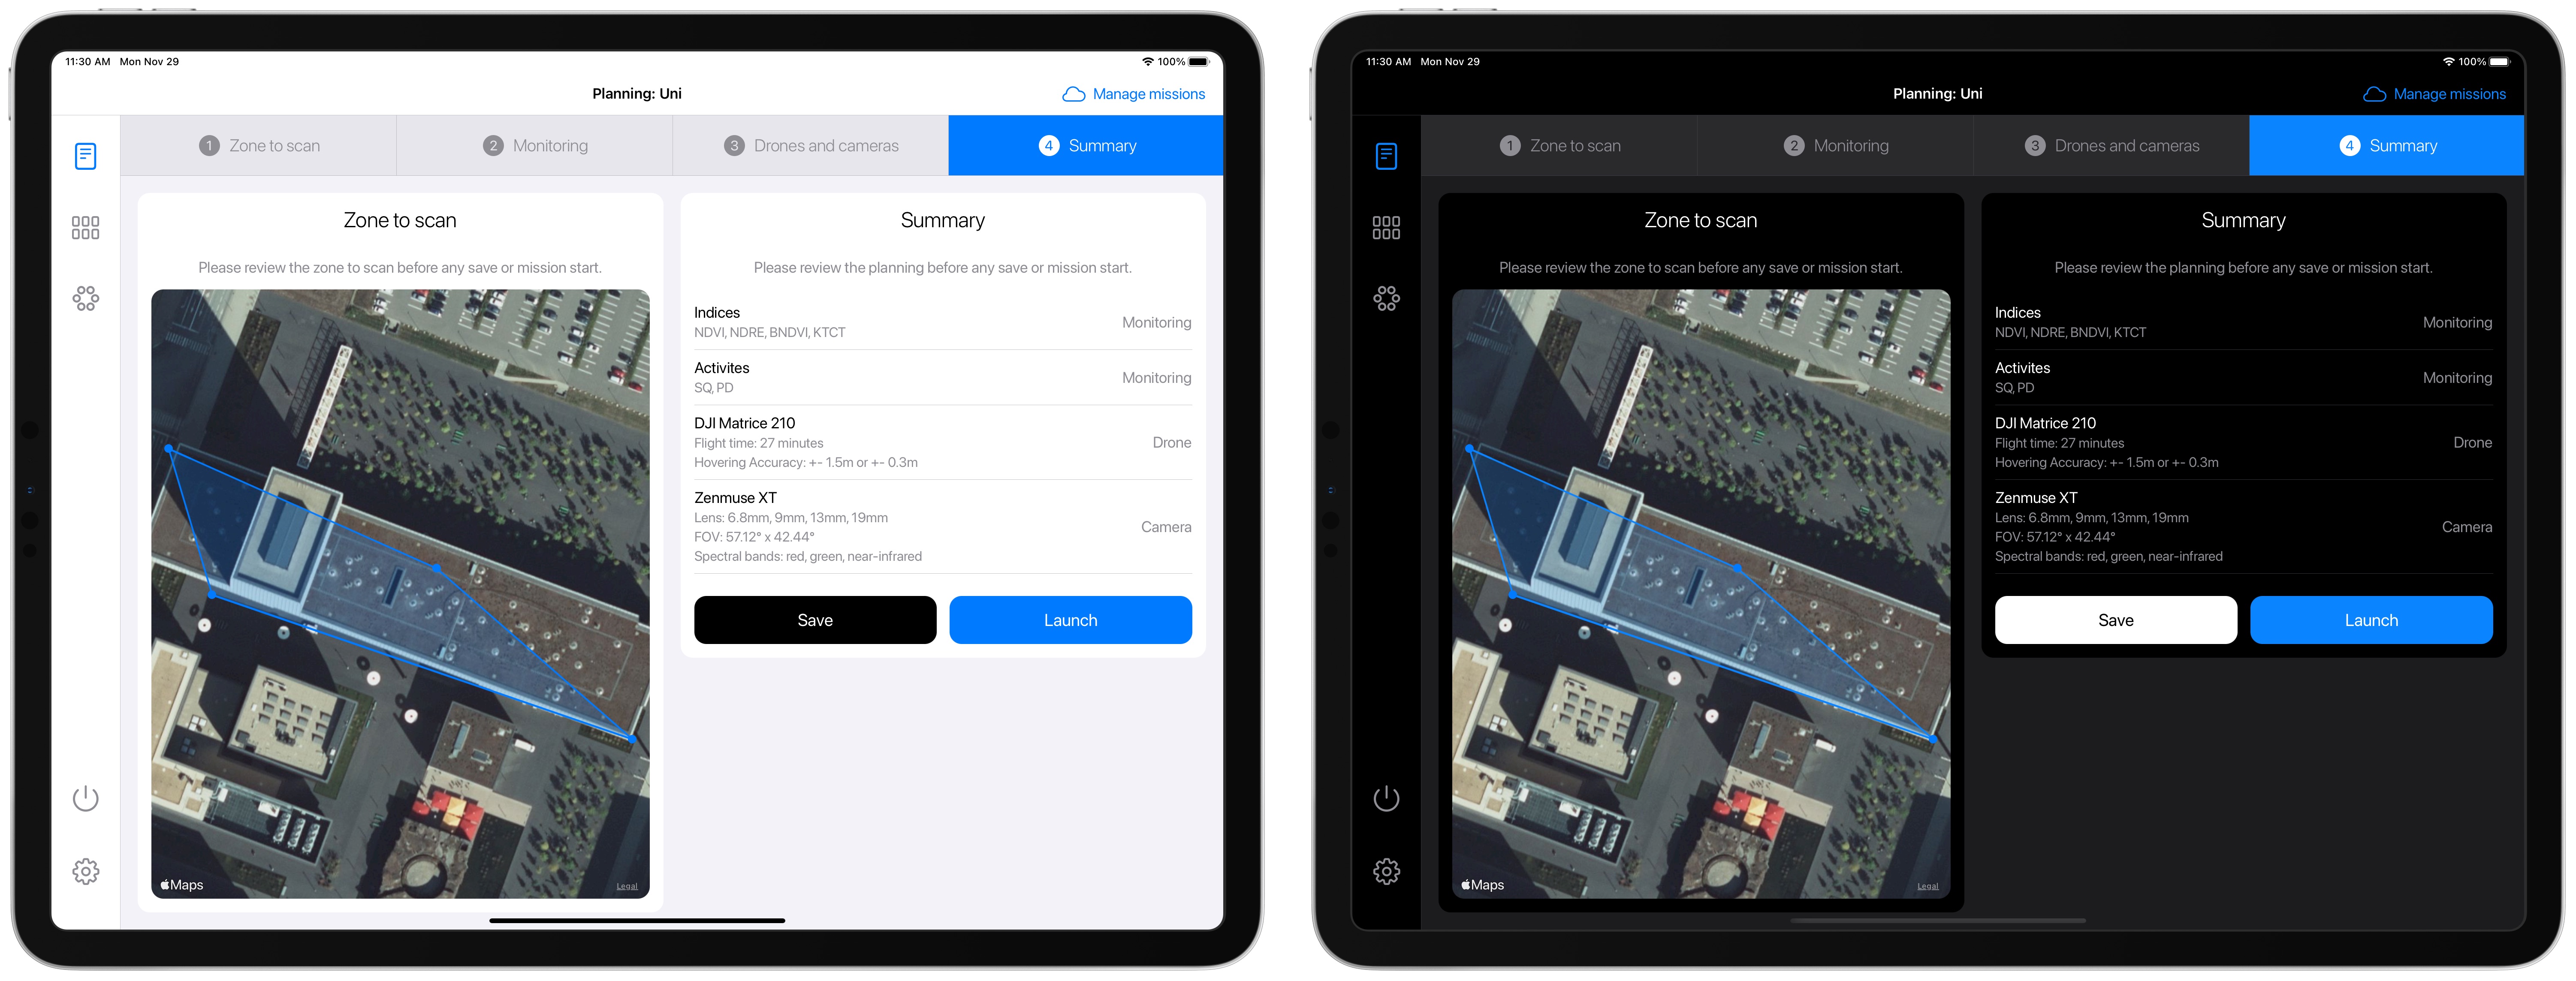 11:30 AM Mon Nov 29
100%
Planning: Uni
Manage missions
1 Zone to scan
2 Monitoring
3 Drones and cameras
4 Summary
Zone to scan
Please review the zone to scan before any save or mission start.
Maps
Legal
Summary
Please review the planning before any save or mission start.
Indices
NDVI, NDRE, BNDVI, KTCT
Monitoring
Activites
SQ, PD
Monitoring
DJI Matrice 210
Flight time: 27 minutes
Hovering Accuracy: +- 1.5m or +- 0.3m
Drone
Zenmuse XT
Lens: 6.8mm, 9mm, 13mm, 19mm
FOV: 57.12° x 42.44°
Spectral bands: red, green, near-infrared
Camera
Save
Launch
11:30 AM Mon Nov 29
100%
Planning: Uni
Manage missions
1 Zone to scan
2 Monitoring
3 Drones and cameras
4 Summary
Zone to scan
Please review the zone to scan before any save or mission start.
Maps
Legal
Summary
Please review the planning before any save or mission start.
Indices
NDVI, NDRE, BNDVI, KTCT
Monitoring
Activites
SQ, PD
Monitoring
DJI Matrice 210
Flight time: 27 minutes
Hovering Accuracy: +- 1.5m or +- 0.3m
Drone
Zenmuse XT
Lens: 6.8mm, 9mm, 13mm, 19mm
FOV: 57.12° x 42.44°
Spectral bands: red, green, near-infrared
Camera
Save
Launch